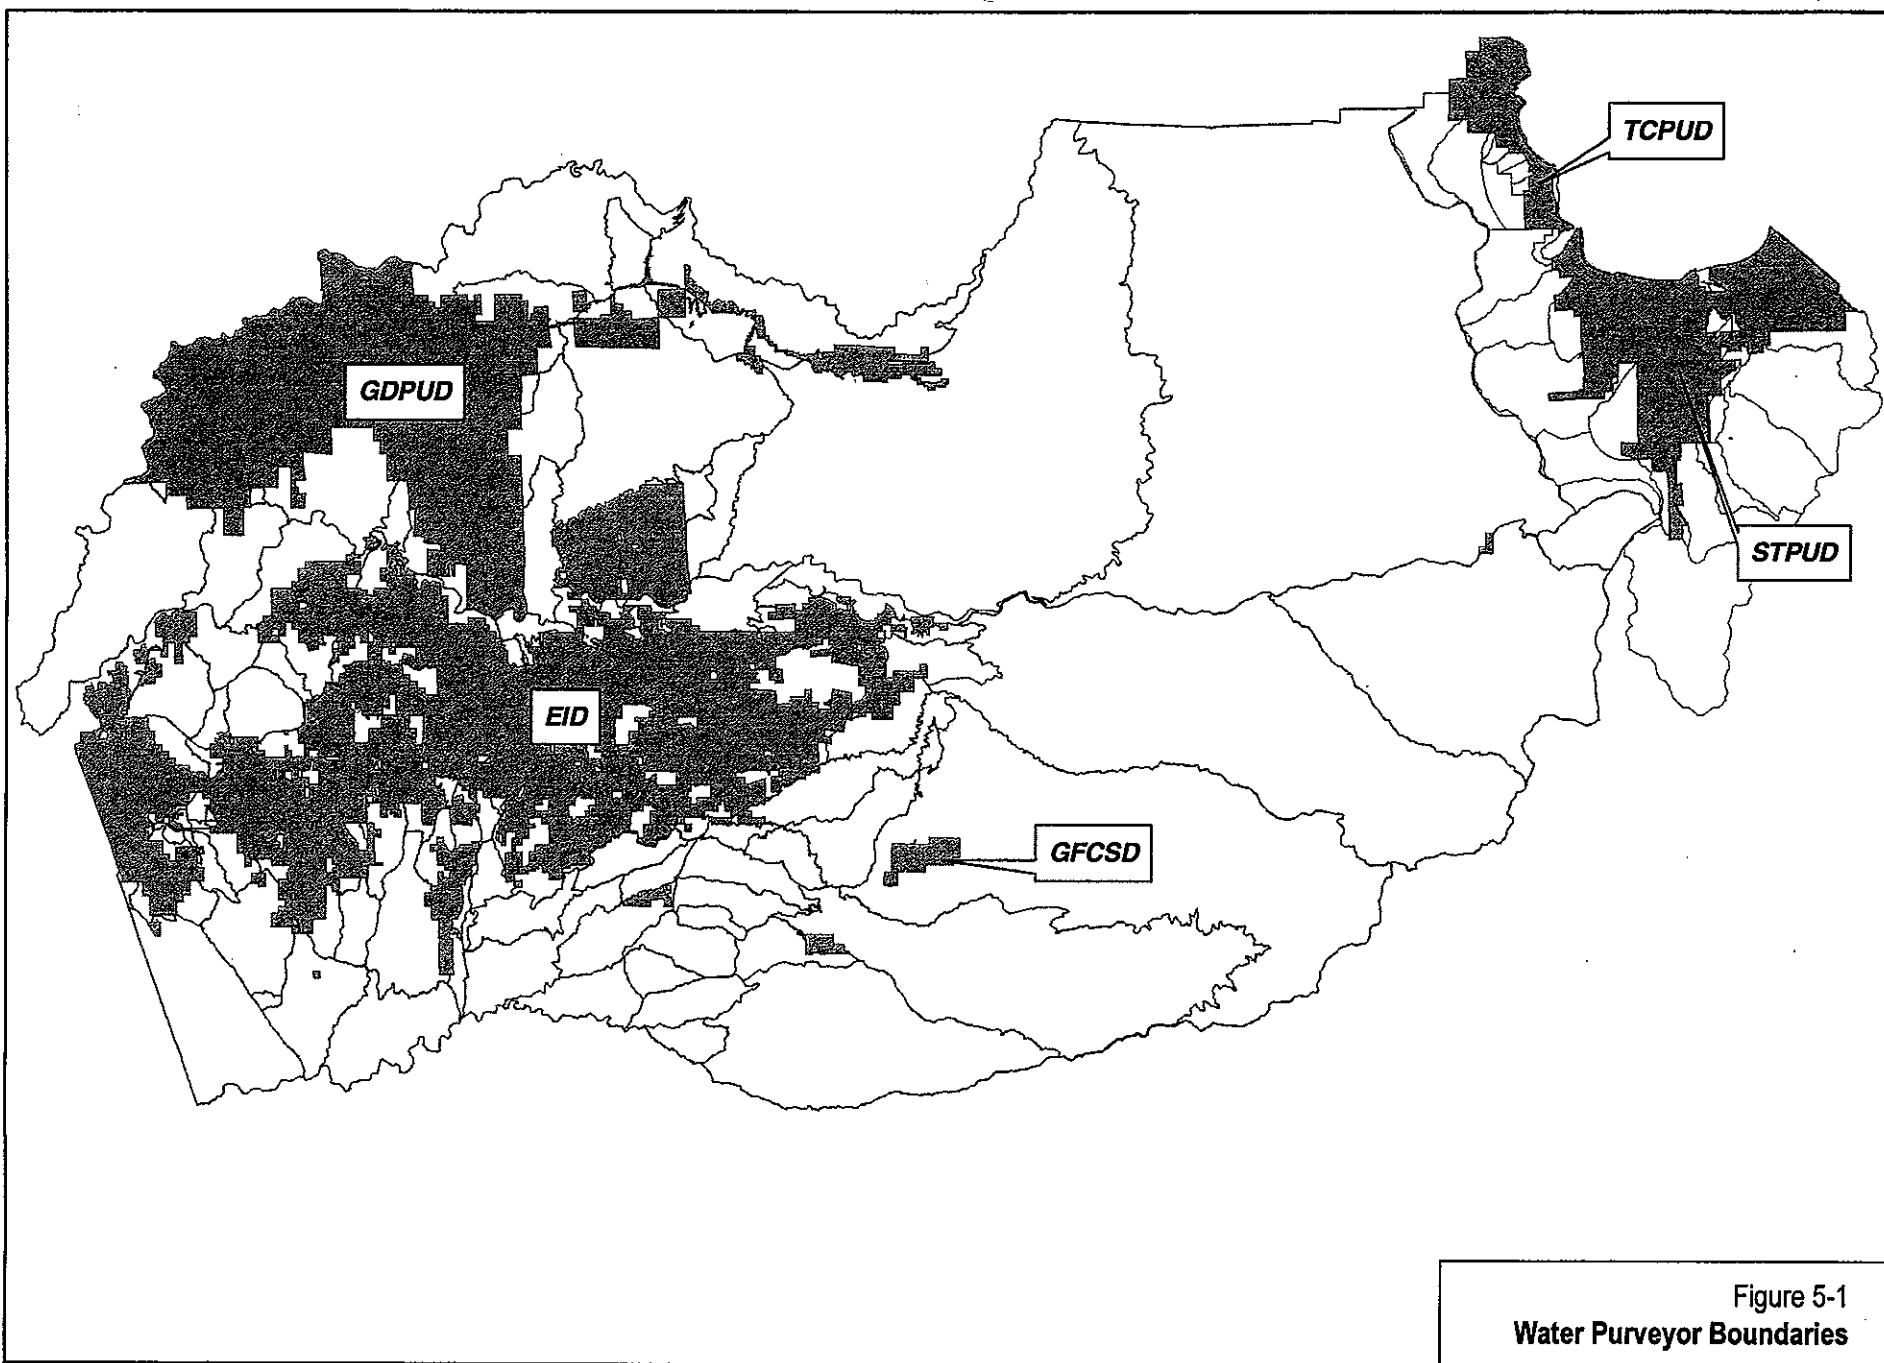 TCPUD
GDPUD
STPUD
EID
GFCSD
Figure 5-1
Water Purveyor Boundaries